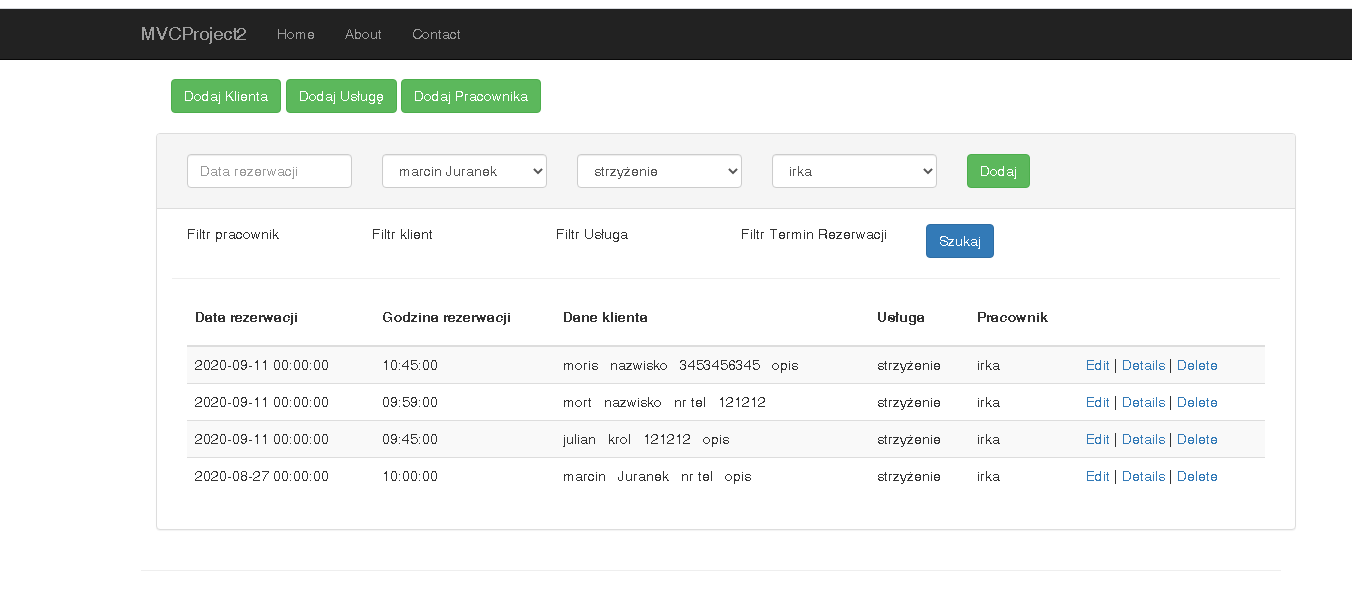 MVCProject2 Home About Contact
Dodaj Klienta Dodaj Usługę Dodaj Pracownika
Data rezerwacji marcin Juranek strzyżenie irka Dodaj
Filtr pracownik Filtr klient Filtr Usługa Filtr Termin Rezerwacji Szukaj
Data rezerwacji Godzina rezerwacji Dane klienta Usługa Pracownik
2020-09-11 00:00:00 10:45:00 moris nazwisko 3453456345 opis strzyżenie irka Edit | Details | Delete
2020-09-11 00:00:00 09:59:00 mort nazwisko nr tel 121212 strzyżenie irka Edit | Details | Delete
2020-09-11 00:00:00 09:45:00 julian krol 121212 opis strzyżenie irka Edit | Details | Delete
2020-08-27 00:00:00 10:00:00 marcin Juranek nr tel opis strzyżenie irka Edit | Details | Delete